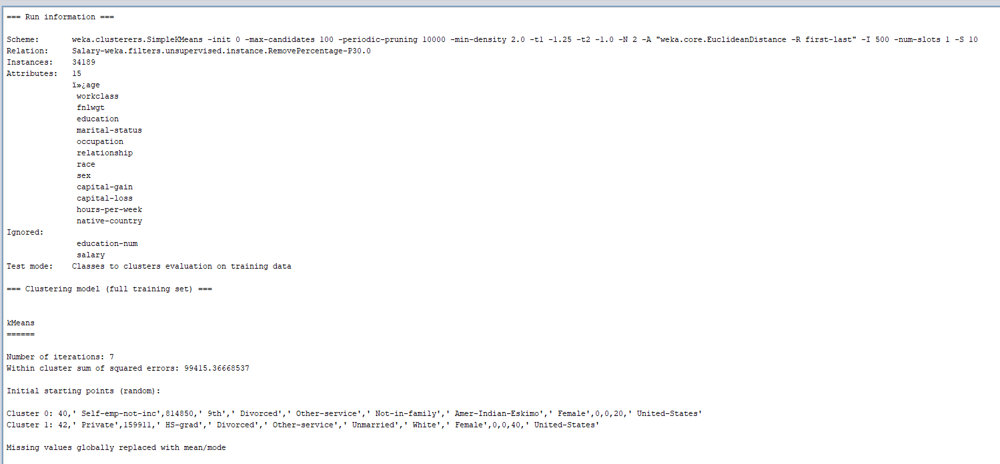 === Run information ===
Scheme: weka.clusterers.SimpleKMeans -init 0 -max-candidates 100 -periodic-pruning 10000 -min-density 2.0 -t1 -1.25 -t2 -1.0 -N 2 -A "weka.core.EuclideanDistance -R first-last" -I 500 -num-slots 1 -S 10
Relation: Salary-weka.filters.unsupervised.instance.RemovePercentage-P30.0
Instances: 34189
Attributes: 15
ï»¿age
workclass
fnlwgt
education
marital-status
occupation
relationship
race
sex
capital-gain
capital-loss
hours-per-week
native-country
Ignored:
education-num
salary
Test mode: Classes to clusters evaluation on training data
=== Clustering model (full training set) ===
kMeans
======
Number of iterations: 7
Within cluster sum of squared errors: 99415.36668537
Initial starting points (random):
Cluster 0: 40,' Self-emp-not-inc',814850,' 9th',' Divorced',' Other-service',' Not-in-family',' Amer-Indian-Eskimo',' Female',0,0,20,' United-States'
Cluster 1: 42,' Private',159911,' HS-grad',' Divorced',' Other-service',' Unmarried',' White',' Female',0,0,40,' United-States'
Missing values globally replaced with mean/mode